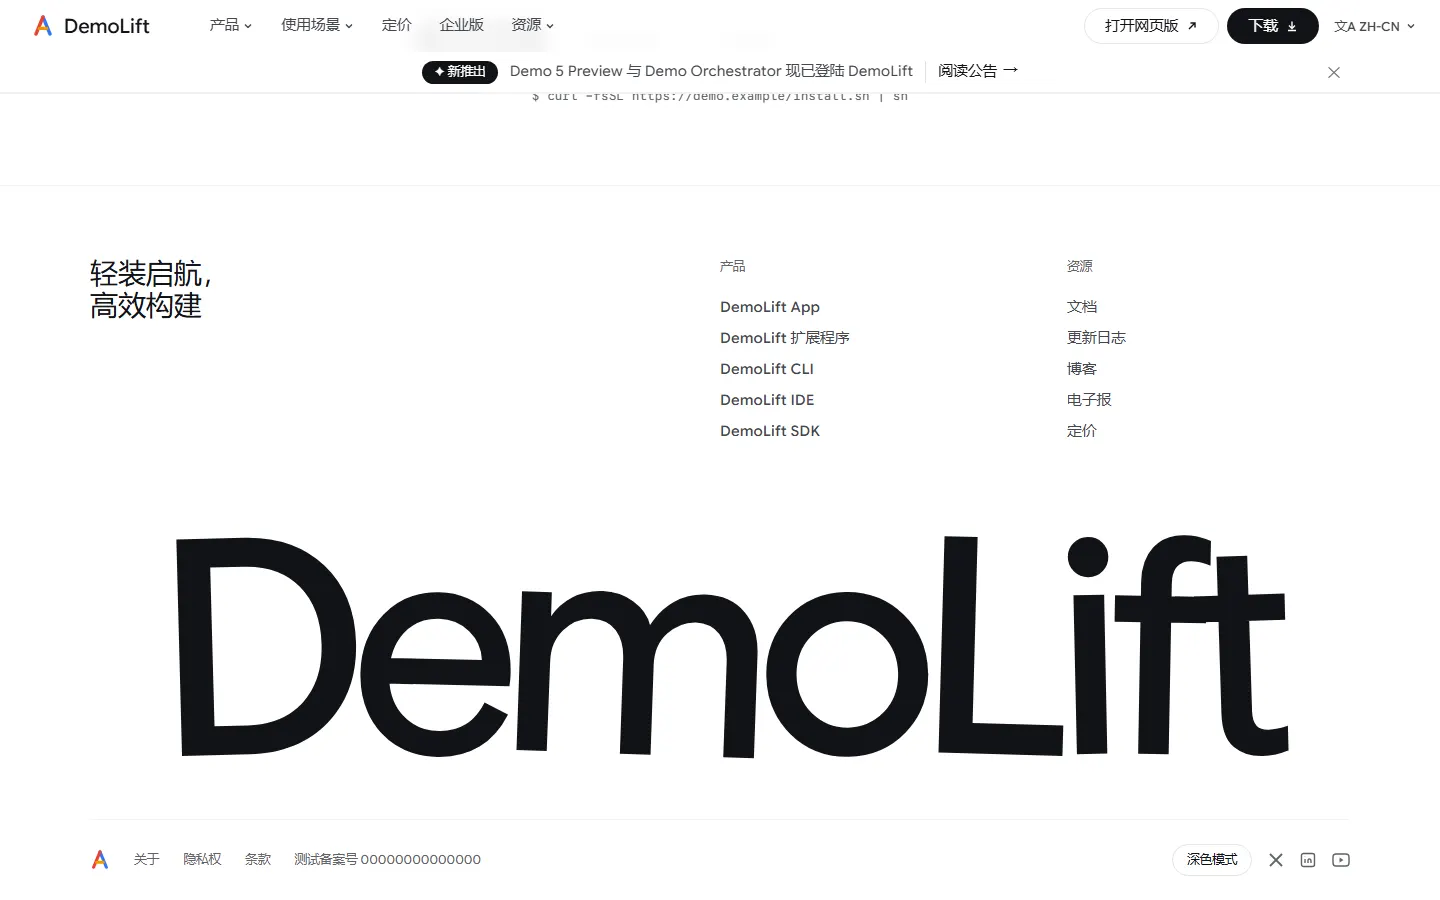 DemoLift
产品
使用场景
定价
企业版
资源
打开网页版
下载
文A ZH-CN
新推出
Demo 5 Preview 与 Demo Orchestrator 现已登陆 DemoLift
阅读公告 →
$ curl -fsSL https://demo.example/install.sh | sh
轻装启航，
高效构建
产品
DemoLift App
DemoLift 扩展程序
DemoLift CLI
DemoLift IDE
DemoLift SDK
资源
文档
更新日志
博客
电子报
定价
DemoLift
关于
隐私权
条款
测试备案号 00000000000000
深色模式